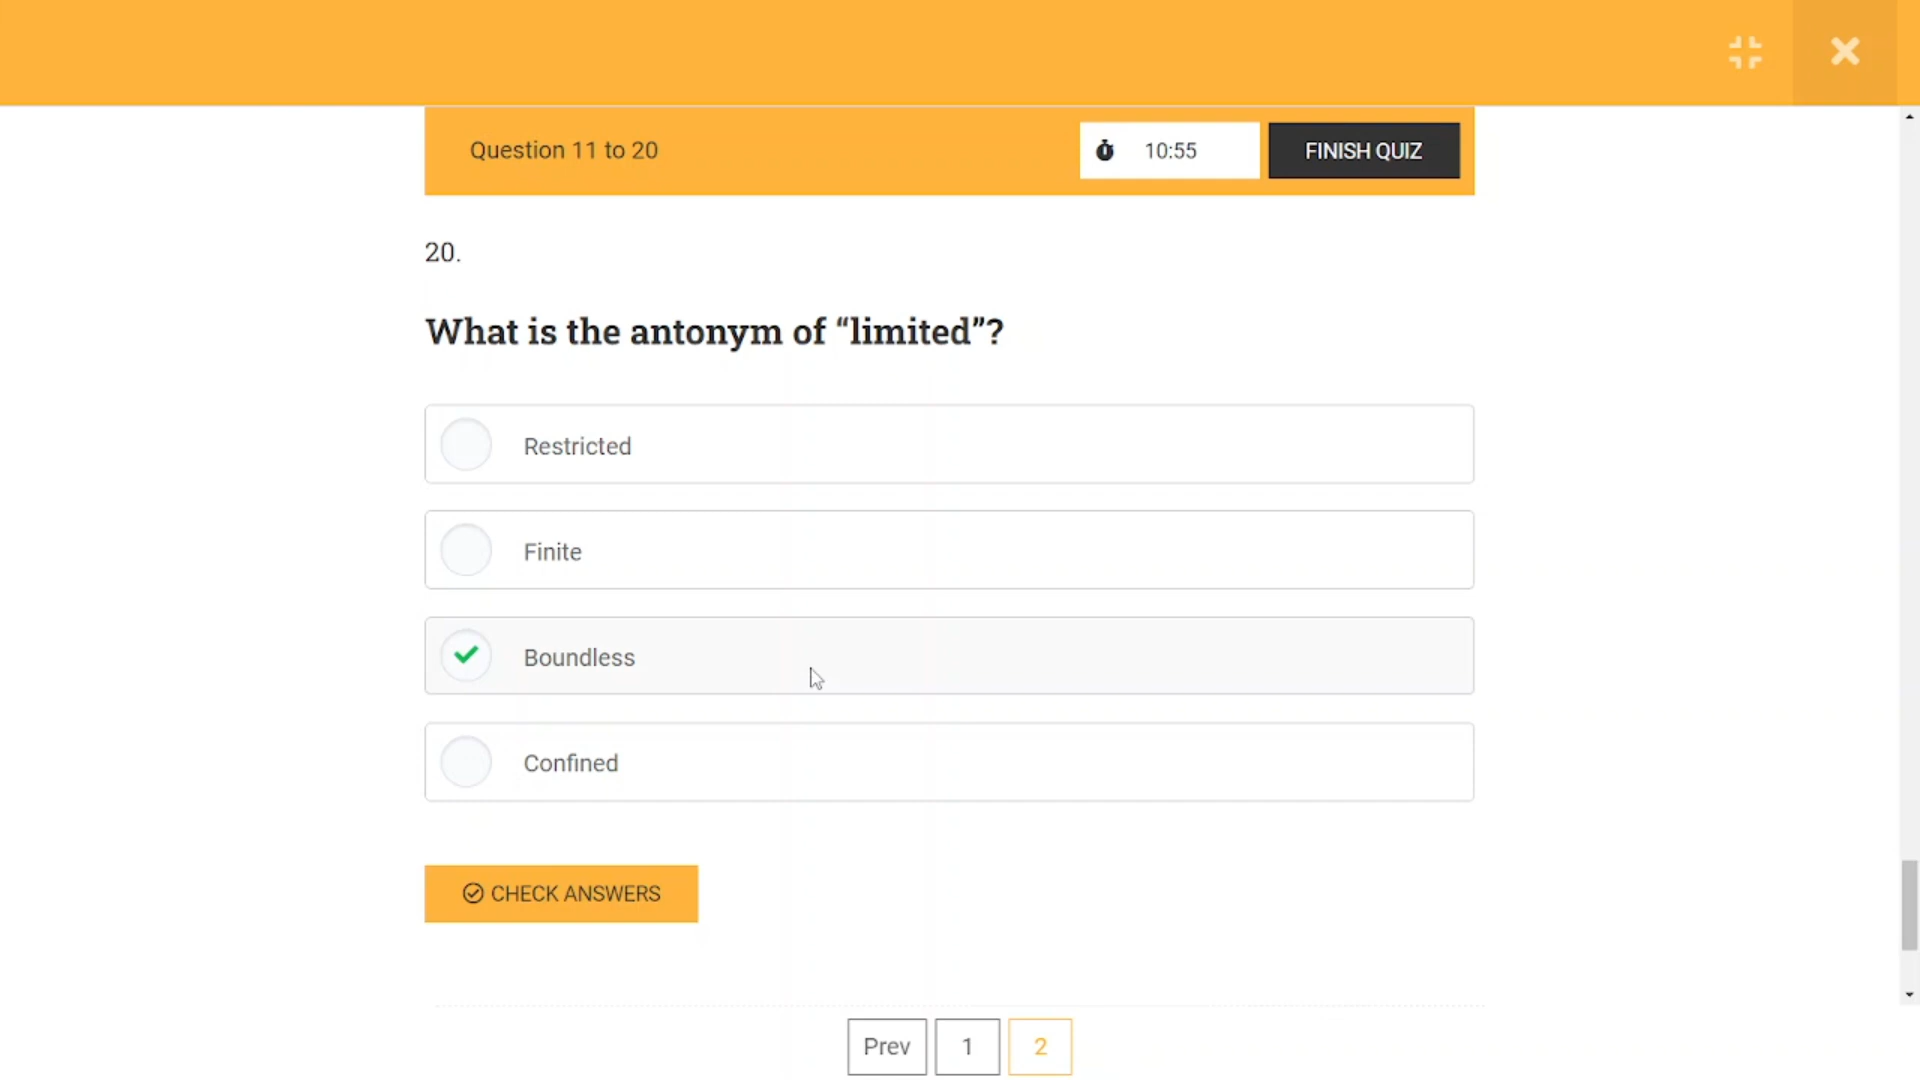 Question 11 to 20
10:55
FINISH QUIZ
20.
What is the antonym of “limited”?
Restricted
Finite
Boundless
Confined
CHECK ANSWERS
Prev
1
2